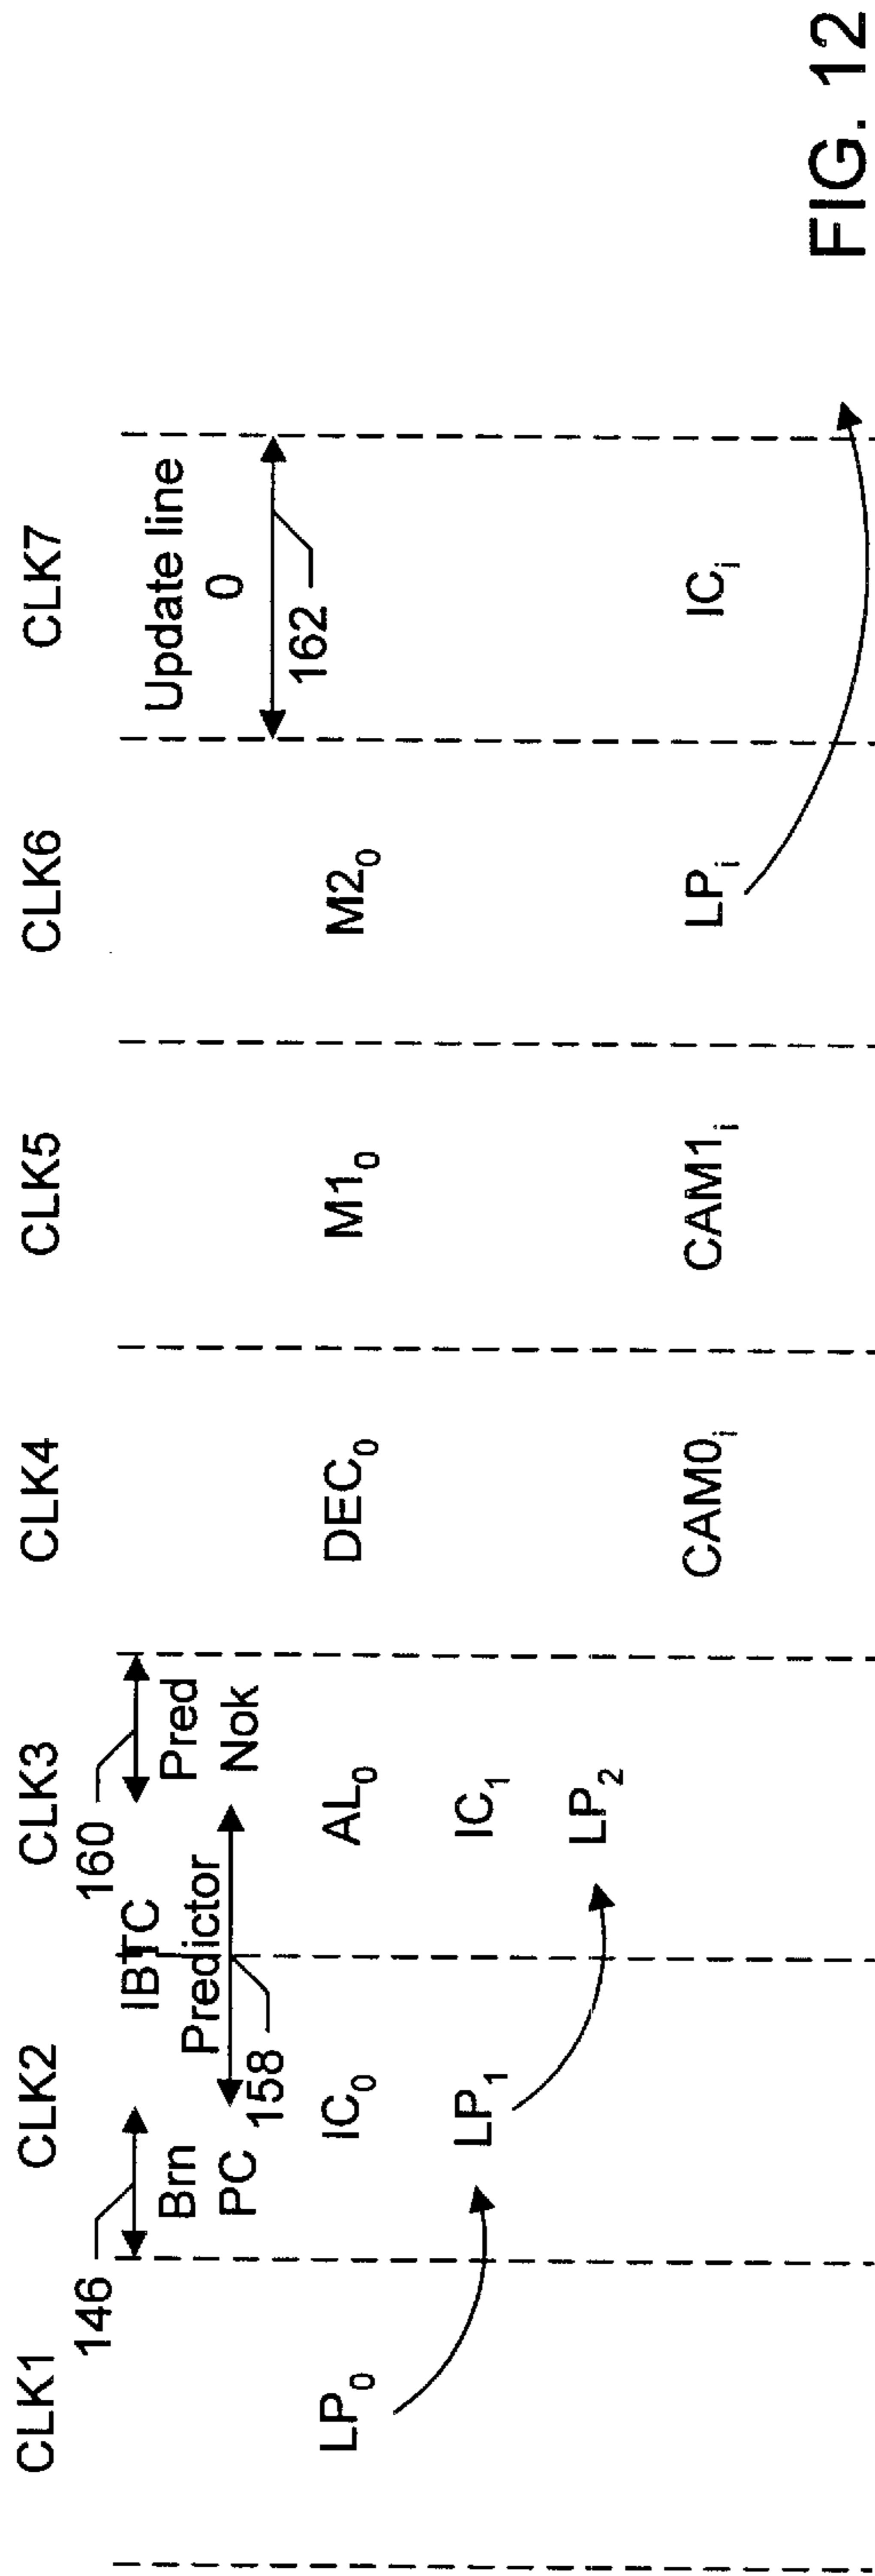 CLK1 CLK2 CLK3 CLK4 CLK5 CLK6 CLK7
146 160
Brn IBTC Pred Update line
PC Predictor Nok 0
158 162
LP0 IC0 AL0 DEC0 M10 M20
LP1 IC1
LP2
CAM0i CAM1i LPi ICi
FIG. 12